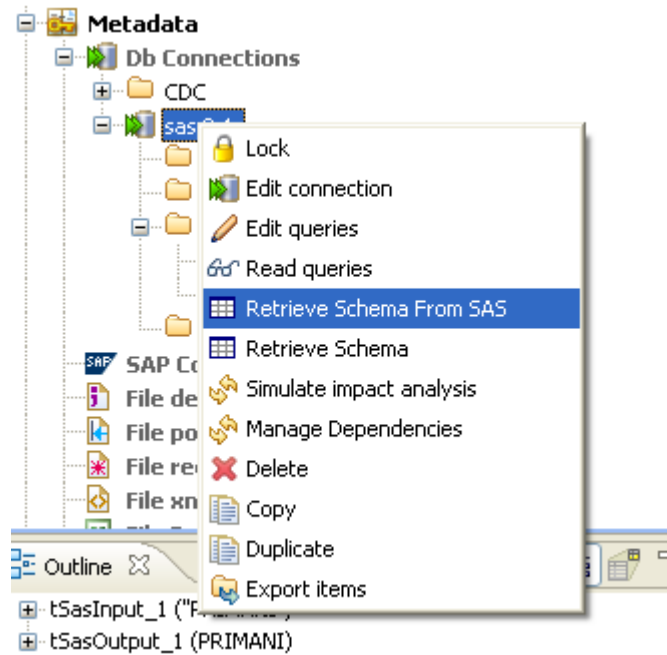 Metadata
Db Connections
CDC
Lock
Edit connection
Edit queries
Read queries
Retrieve Schema From SAS
Retrieve Schema
Simulate impact analysis
Manage Dependencies
Delete
Copy
Duplicate
Export items
SAP
SAP Co
File de
File po
File re
File xn
Outline
tSasInput_1 ("
tSasOutput_1 (PRIMANI)